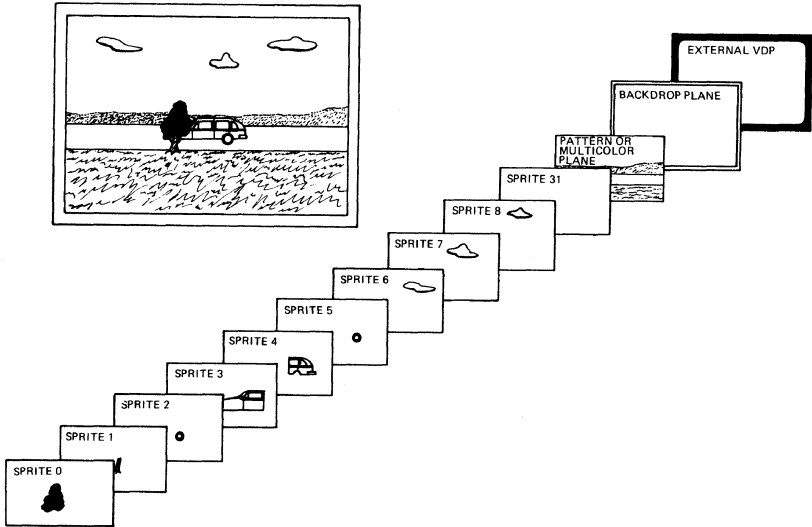 EXTERNAL VDP
BACKDROP PLANE
PATTERN OR
MULTICOLOR
PLANE
SPRITE 31
SPRITE 8
SPRITE 7
SPRITE 6
SPRITE 5
SPRITE 4
SPRITE 3
SPRITE 2
SPRITE 1
SPRITE 0